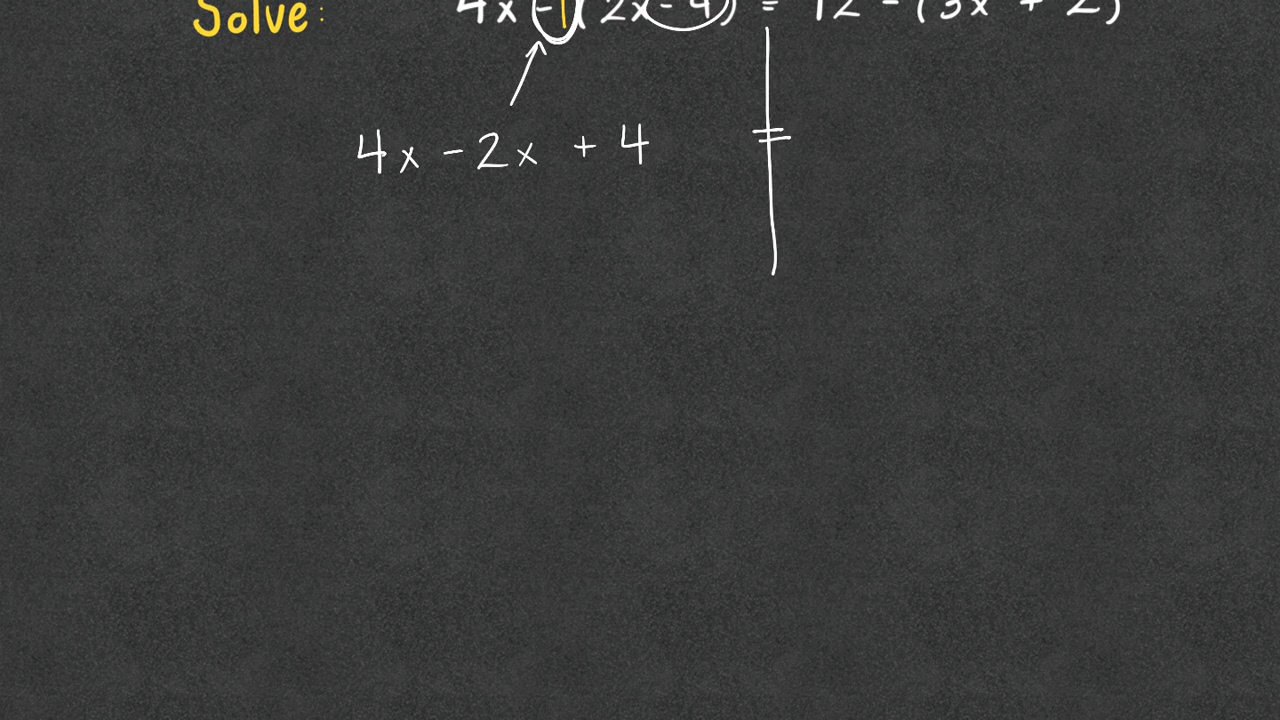 Solve: 4x -1(2x - 4) = 12 - (3x + 2)
4x - 2x + 4 =